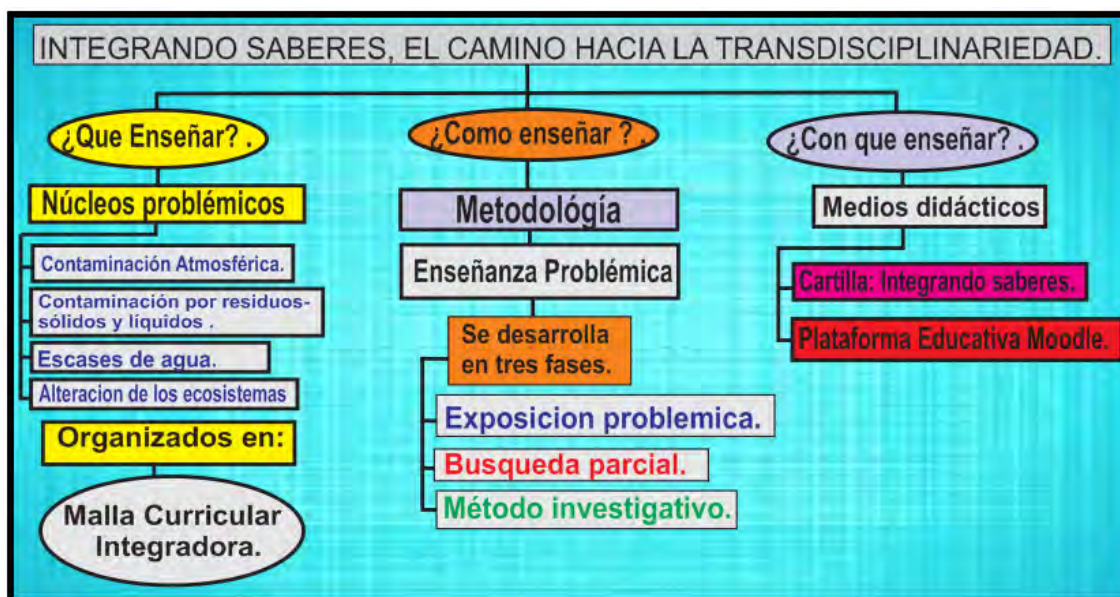 INTEGRANDO SABERES, EL CAMINO HACIA LA TRANSDISCIPLINARIEDAD.
¿Que Enseñar? .
Núcleos problémicos
Contaminación Atmosférica.
Contaminación por residuos-
sólidos y líquidos .
Escases de agua.
Alteracion de los ecosistemas
Organizados en:
Malla Curricular
Integradora.
¿Como enseñar ? .
Metodológía
Enseñanza Problémica
Se desarrolla
en tres fases.
Exposicion problemica.
Busqueda parcial.
Método investigativo.
¿Con que enseñar? .
Medios didácticos
Cartilla: Integrando saberes.
Plataforma Educativa Moodle.